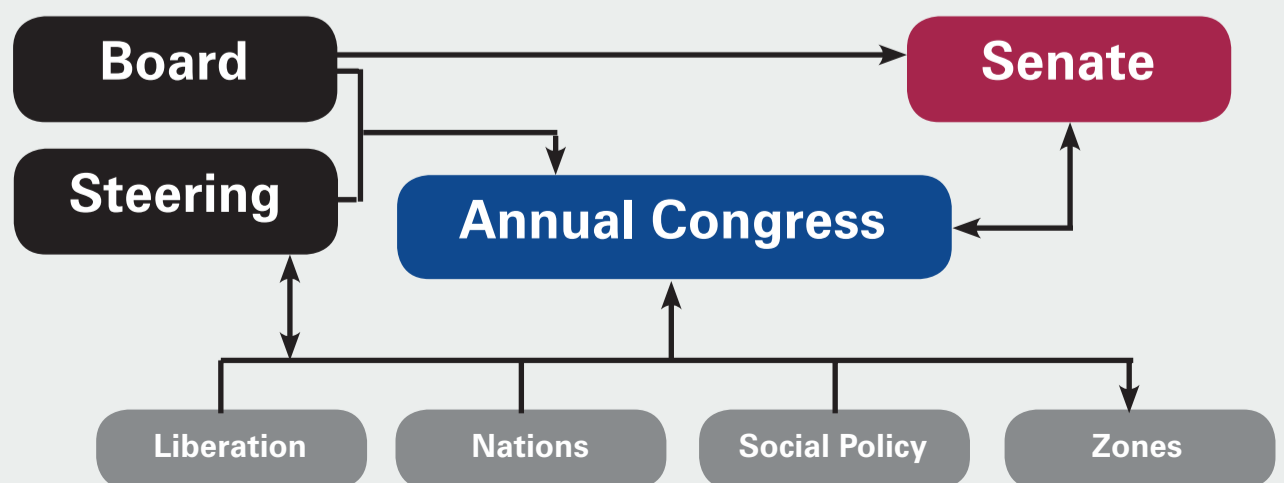 Board
Senate
Steering
Annual Congress
Liberation
Nations
Social Policy
Zones